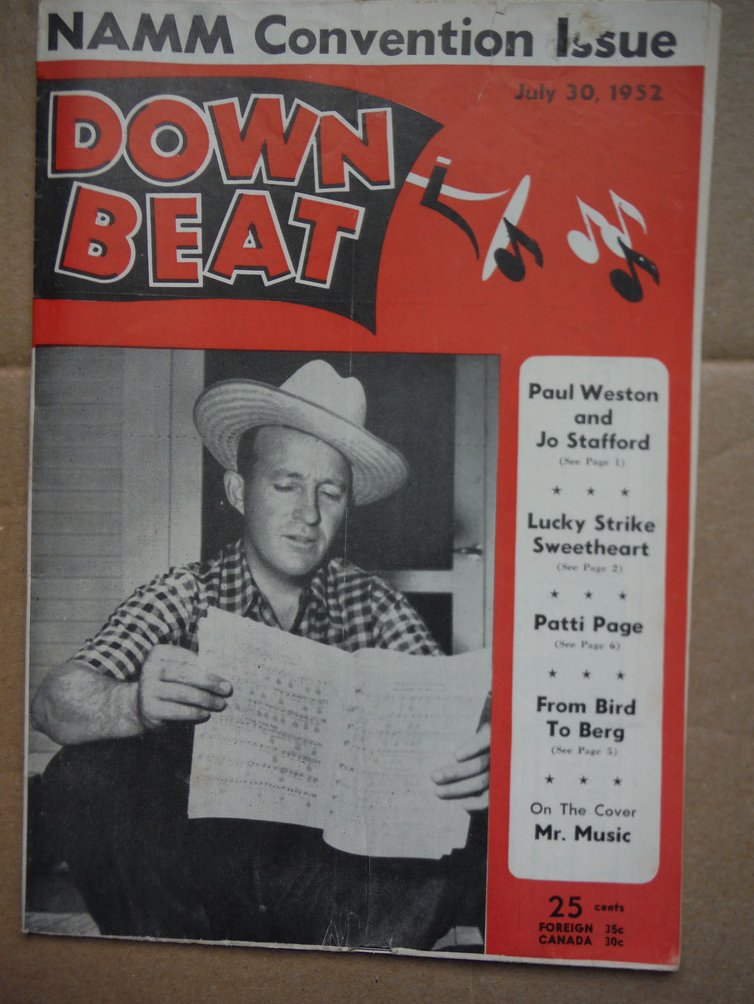 NAMM Convention Issue
July 30, 1952
DOWN
BEAT
Paul Weston
and
Jo Stafford
(See Page 1)
★ ★ ★
Lucky Strike
Sweetheart
(See Page 2)
★ ★ ★
Patti Page
(See Page 6)
★ ★ ★
From Bird
To Berg
(See Page 5)
★ ★ ★
On The Cover
Mr. Music
25 cents
FOREIGN 35c
CANADA 30c